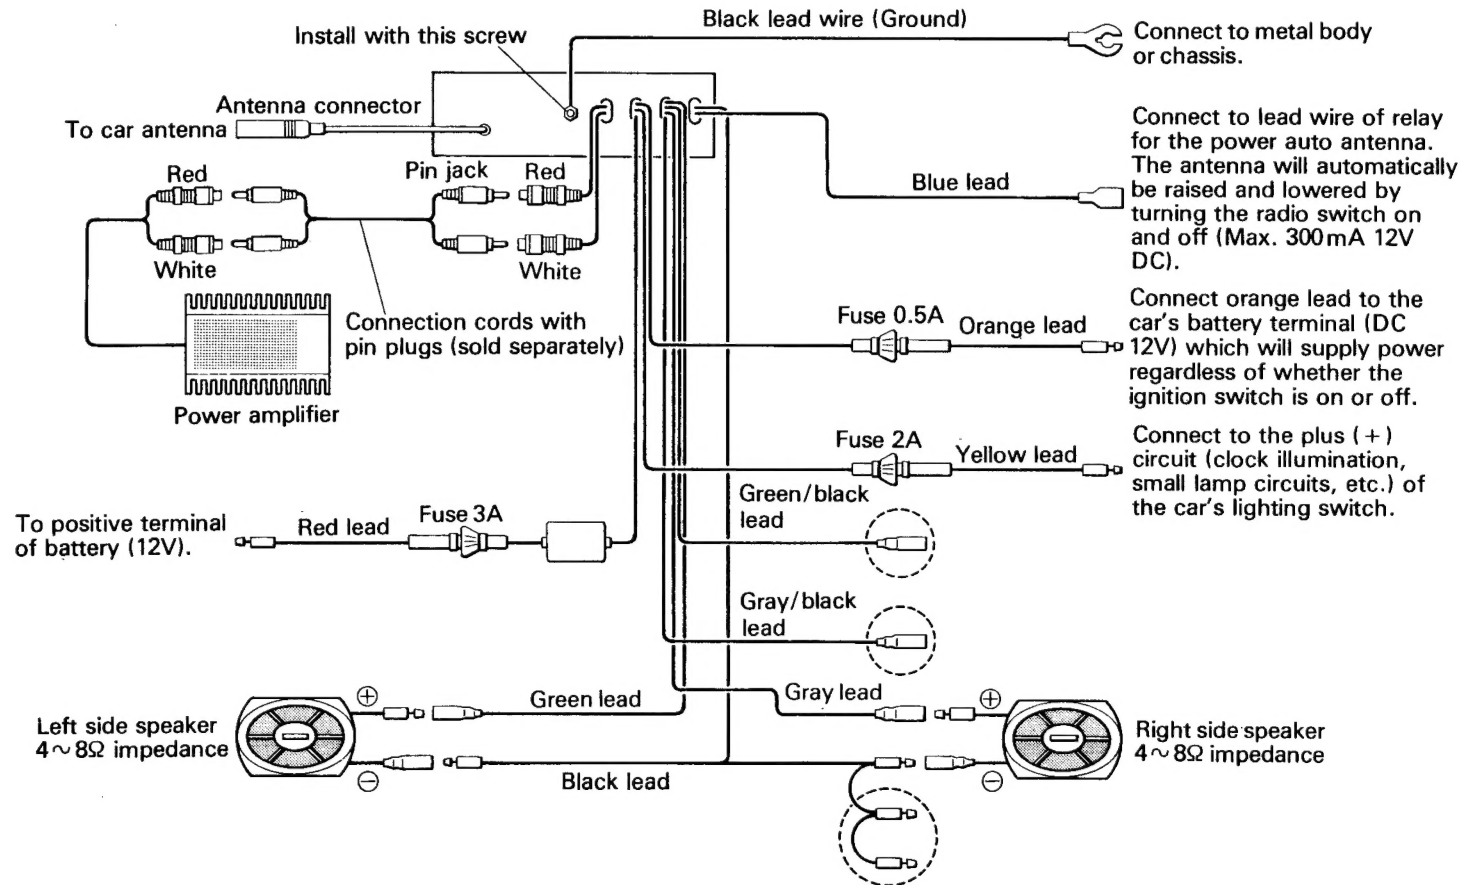 Black lead wire (Ground)
Install with this screw
Connect to metal body
or chassis.
Antenna connector
To car antenna
Connect to lead wire of relay
for the power auto antenna.
The antenna will automatically
be raised and lowered by
turning the radio switch on
and off (Max. 300mA 12V
DC).
Red
Pin jack
Red
Blue lead
White
White
Connection cords with
pin plugs (sold separately)
Power amplifier
Fuse 0.5A
Orange lead
Connect orange lead to the
car's battery terminal (DC
12V) which will supply power
regardless of whether the
ignition switch is on or off.
Fuse 2A
Yellow lead
Connect to the plus (+)
circuit (clock illumination,
small lamp circuits, etc.) of
the car's lighting switch.
Green/black
lead
To positive terminal
of battery (12V).
Red lead
Fuse 3A
Gray/black
lead
Green lead
Gray lead
⊕
⊕
Left side speaker
4~8Ω impedance
Right side speaker
4~8Ω impedance
⊖
Black lead
⊖